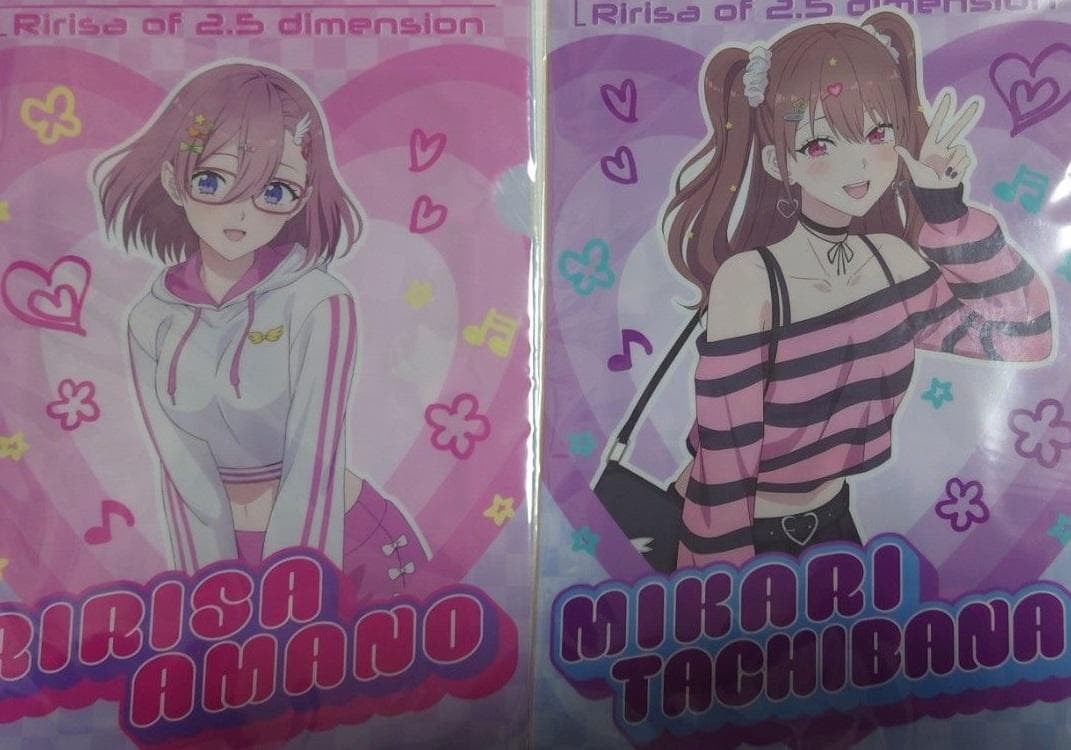 Ririsa of 2.5 dimension
RIRISA
AMANO
Ririsa of 2.5 dimension
MIKARI
TACHIBANA